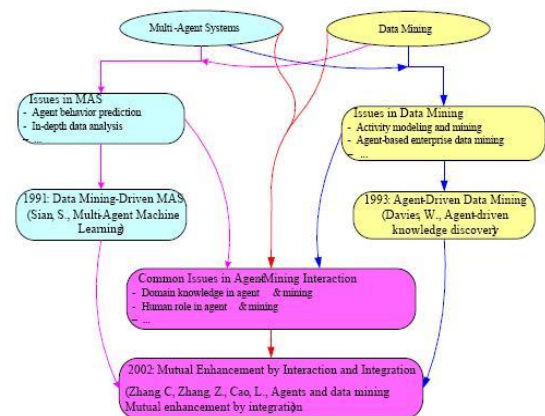 Multi-Agent Systems
Data Mining
Issues in MAS
- Agent behavior prediction
- In-depth data analysis
- ...
Issues in Data Mining
- Activity modeling and mining
- Agent-based enterprise data mining
- ...
1991: Data Mining-Driven MAS
(Sian, S., Multi-Agent Machine
Learning)
1993: Agent-Driven Data Mining
(Davies, W., Agent-driven
knowledge discovery)
Common Issues in AgentMining Interaction
- Domain knowledge in agent & mining
- Human role in agent & mining
- ...
2002: Mutual Enhancement by Interaction and Integration
(Zhang, C, Zhang, Z., Cao, L., Agents and data mining
Mutual enhancement by integration)